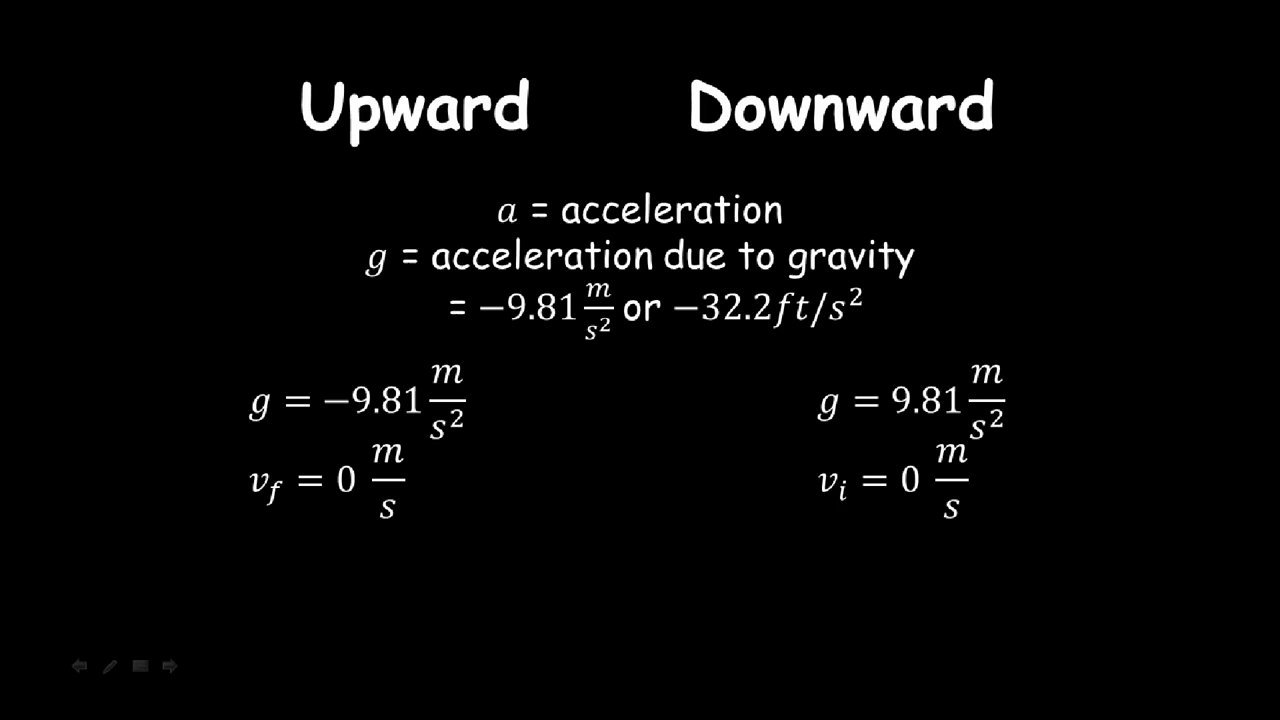 Upward Downward
a = acceleration
g = acceleration due to gravity
= −9.81 m/s² or −32.2ft/s²
g = −9.81 m/s² g = 9.81 m/s²
v_f = 0 m/s v_i = 0 m/s